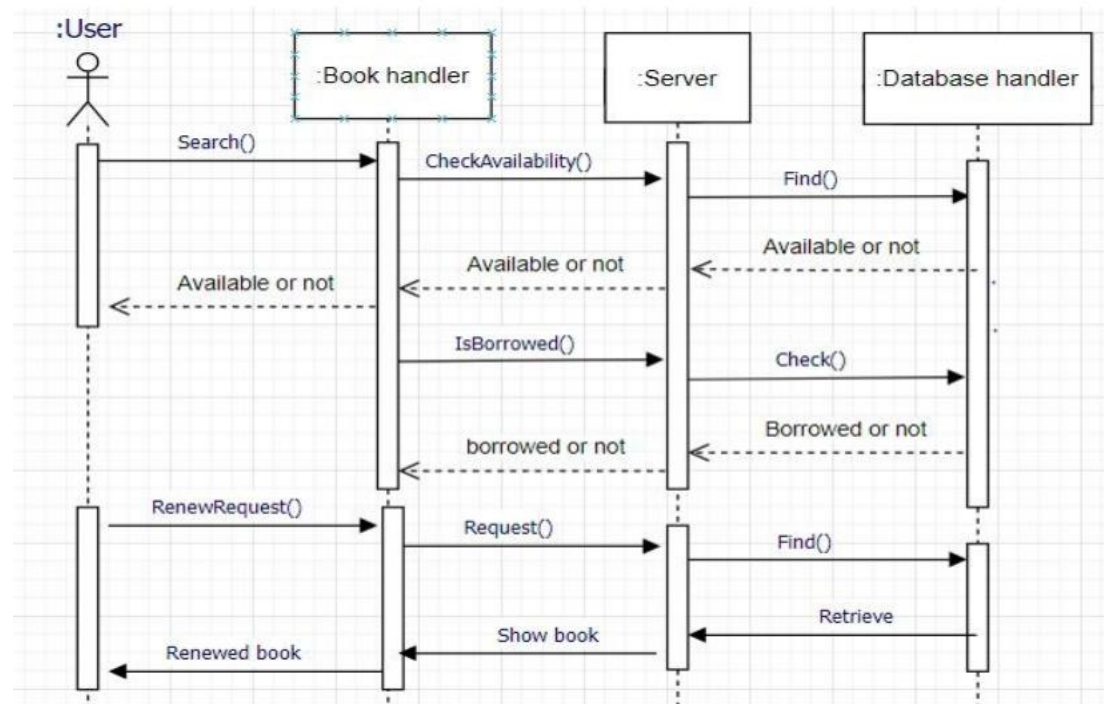 :User
:Book handler
:Server
:Database handler
Search()
CheckAvailability()
Find()
Available or not
Available or not
Available or not
IsBorrowed()
Check()
Borrowed or not
borrowed or not
RenewRequest()
Request()
Find()
Retrieve
Show book
Renewed book